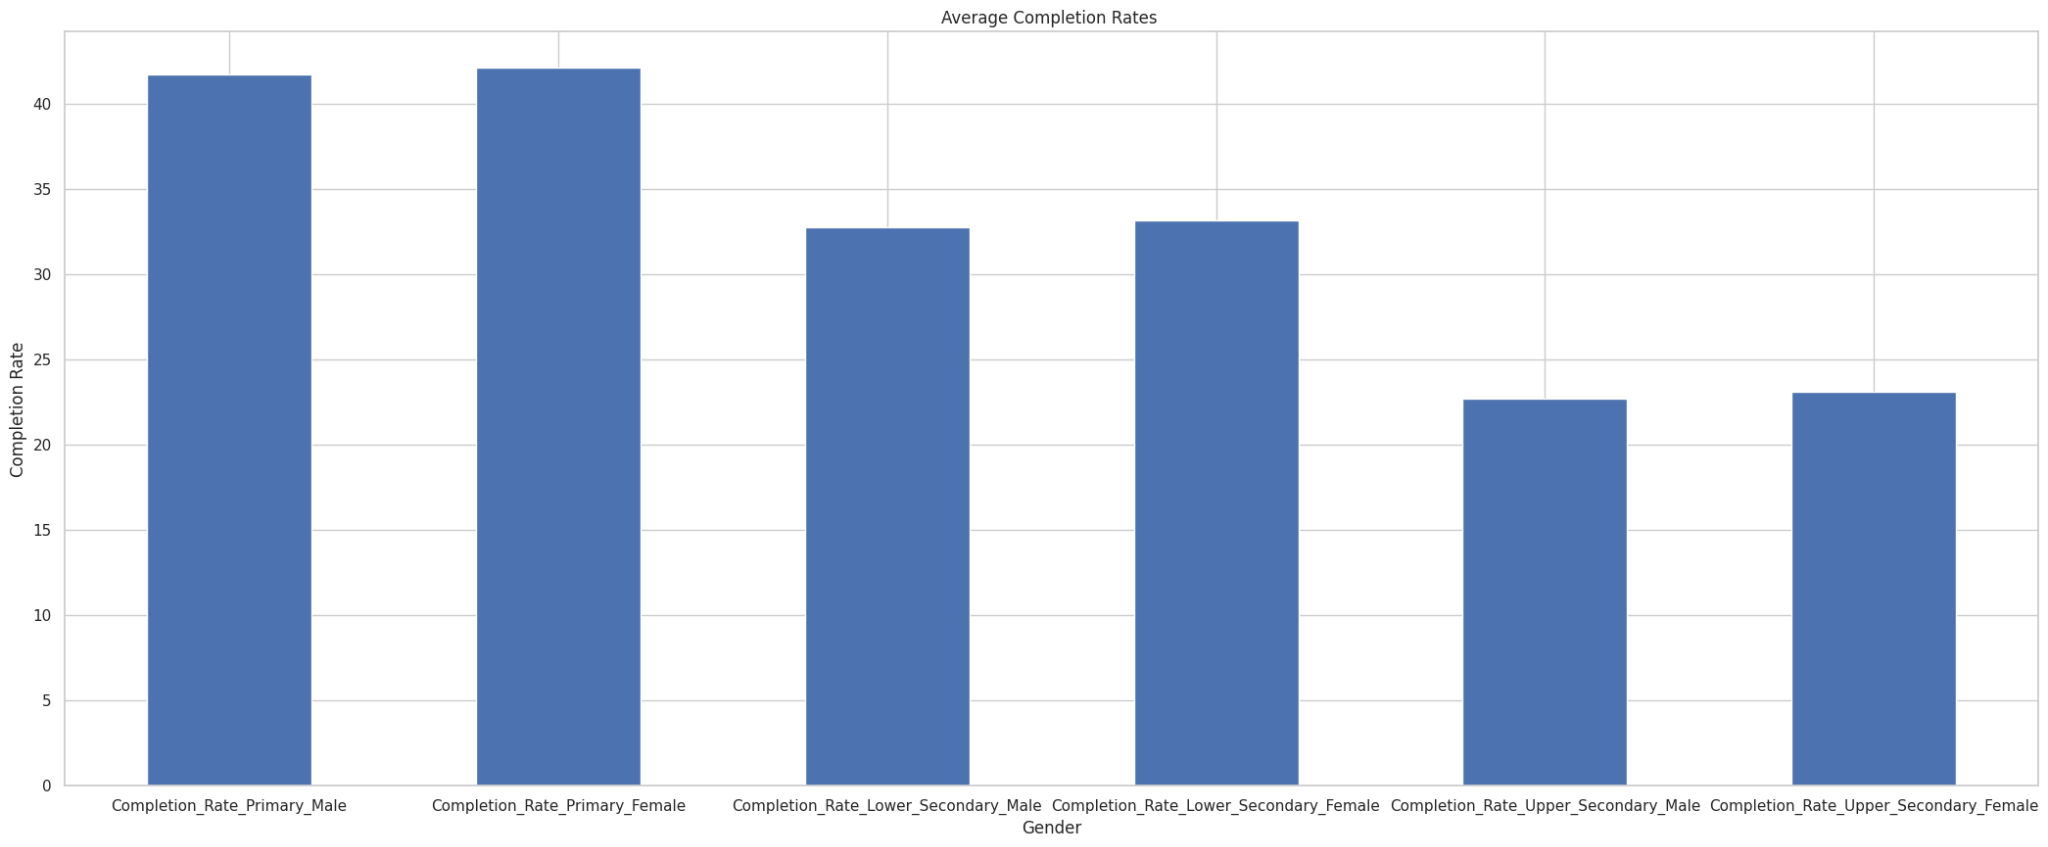 Average Completion Rates
Completion Rate
40
35
30
25
20
15
10
5
0
Completion_Rate_Primary_Male Completion_Rate_Primary_Female Completion_Rate_Lower_Secondary_Male Completion_Rate_Lower_Secondary_Female Completion_Rate_Upper_Secondary_Male Completion_Rate_Upper_Secondary_Female
Gender